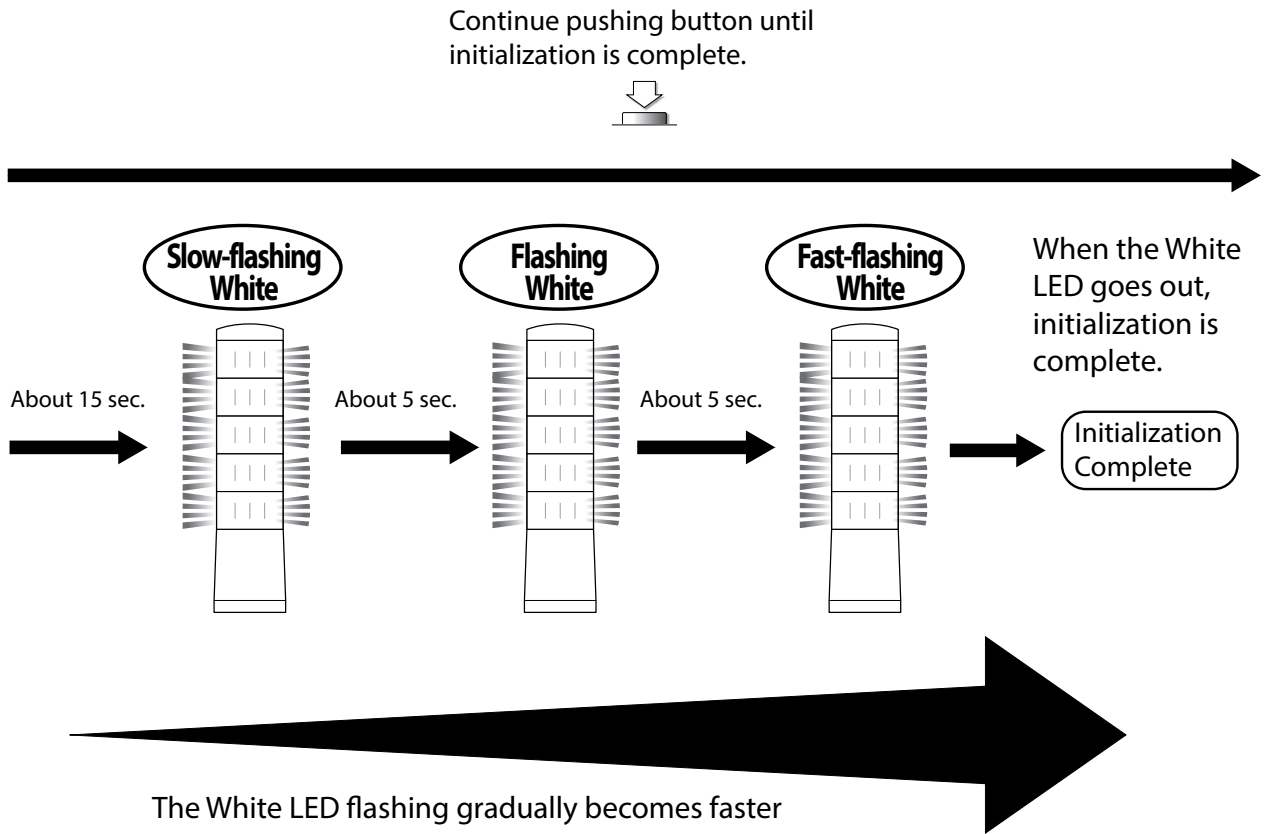 Continue pushing button until
initialization is complete.
Slow-flashing
White
Flashing
White
Fast-flashing
White
When the White
LED goes out,
initialization is
complete.
About 15 sec.
About 5 sec.
About 5 sec.
Initialization
Complete
The White LED flashing gradually becomes faster